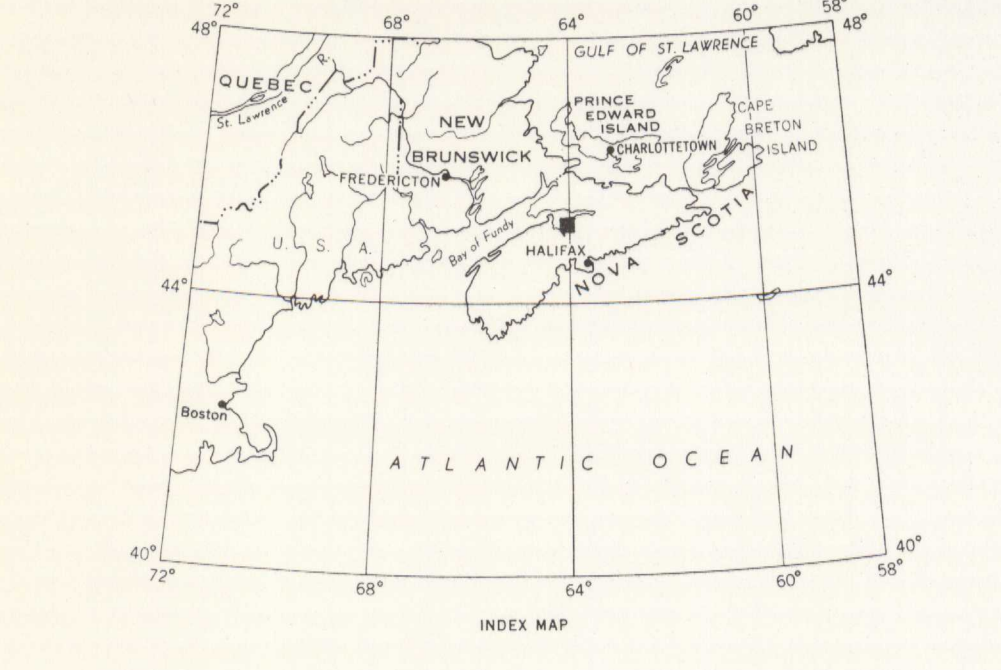 72°
68°
64°
60°
58°
48°
48°
GULF OF ST. LAWRENCE
QUEBEC
R.
St. Lawrence
PRINCE
EDWARD
ISLAND
CAPE
BRETON
ISLAND
NEW
BRUNSWICK
CHARLOTTETOWN
FREDERICTON
U. S. A.
Bay of Fundy
HALIFAX
NOVA SCOTIA
44°
44°
Boston
ATLANTIC OCEAN
40°
40°
72°
68°
64°
60°
58°
INDEX MAP